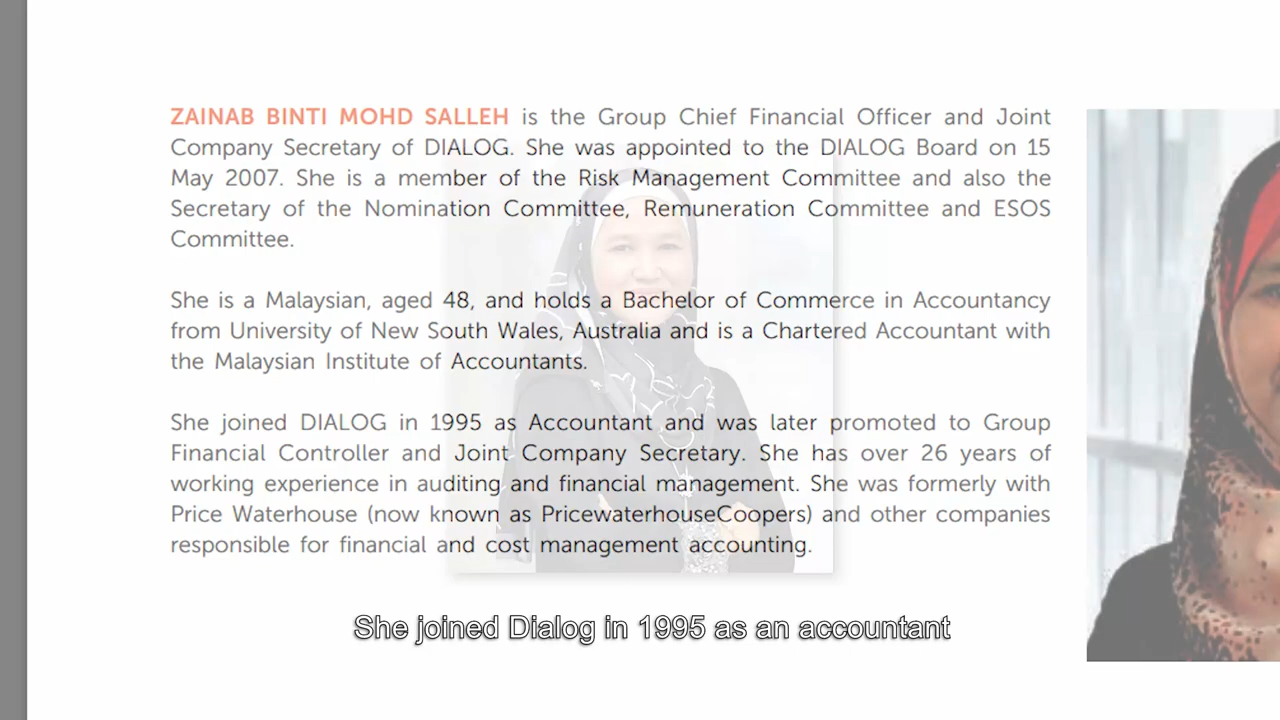 ZAINAB BINTI MOHD SALLEH is the Group Chief Financial Officer and Joint
Company Secretary of DIALOG. She was appointed to the DIALOG Board on 15
May 2007. She is a member of the Risk Management Committee and also the
Secretary of the Nomination Committee, Remuneration Committee and ESOS
Committee.
She is a Malaysian, aged 48, and holds a Bachelor of Commerce in Accountancy
from University of New South Wales, Australia and is a Chartered Accountant with
the Malaysian Institute of Accountants.
She joined DIALOG in 1995 as Accountant and was later promoted to Group
Financial Controller and Joint Company Secretary. She has over 26 years of
working experience in auditing and financial management. She was formerly with
Price Waterhouse (now known as PricewaterhouseCoopers) and other companies
responsible for financial and cost management accounting.
She joined Dialog in 1995 as an accountant